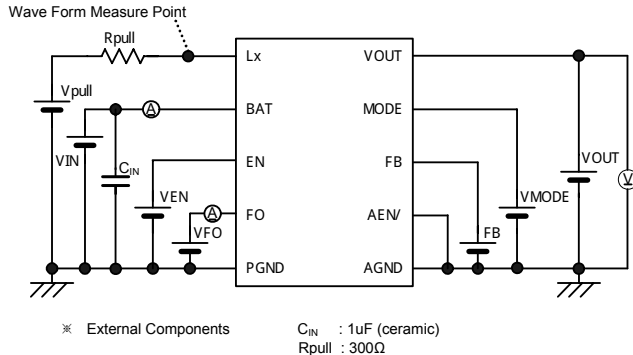 Wave Form Measure Point
Rpull
Lx
VOUT
Vpull
BAT
MODE
A
VIN
CIN
EN
FB
VOUT
V
VEN
VMODE
A
FO
AEN/
VFO
FB
PGND
AGND
※ External Components
CIN : 1uF (ceramic)
Rpull : 300Ω